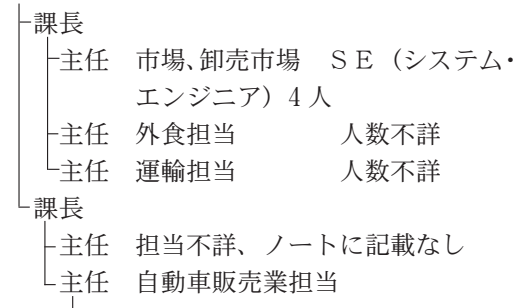 課長
主任 市場、卸売市場 ＳＥ（システム・
エンジニア）４人
主任 外食担当 人数不詳
主任 運輸担当 人数不詳
課長
主任 担当不詳、ノートに記載なし
主任 自動車販売業担当